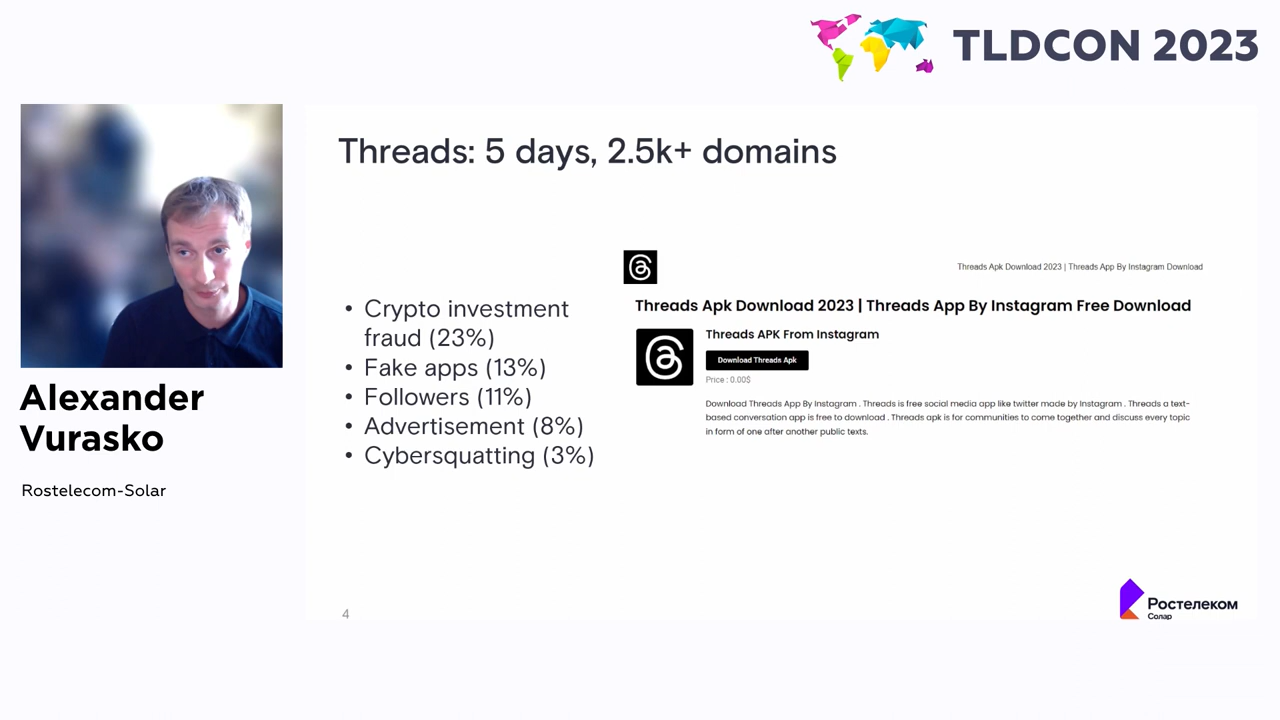 TLDCON 2023
Alexander
Vurasko
Rostelecom-Solar
Threads: 5 days, 2.5k+ domains
• Crypto investment
fraud (23%)
• Fake apps (13%)
• Followers (11%)
• Advertisement (8%)
• Cybersquatting (3%)
Threads Apk Download 2023 | Threads App By Instagram Download
Threads Apk Download 2023 | Threads App By Instagram Free Download
Threads APK From Instagram
Download Threads Apk
Price : 0.00$
Download Threads App By Instagram . Threads is free social media app like twitter made by Instagram . Threads a text-
based conversation app is free to download . Threads apk is for communities to come together and discuss every topic
in form of one after another public texts.
4
Ростелеком
Солар